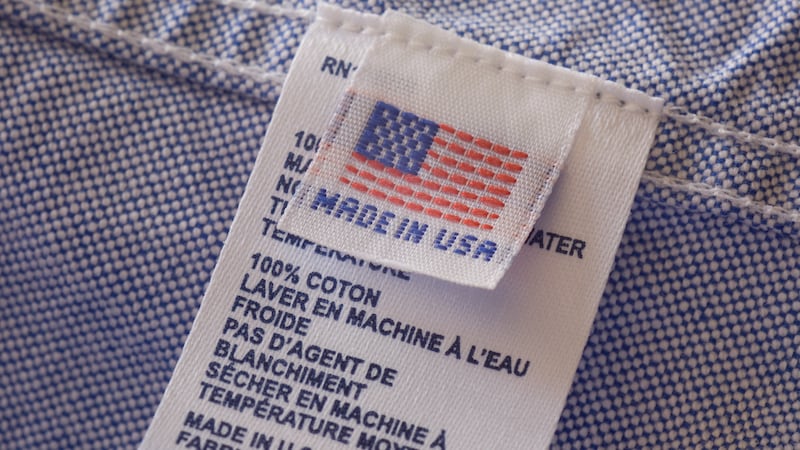 MADE IN USA
WATER
TEMPERATURE
100% COTON
LAVER EN MACHINE À L'EAU
FROIDE
PAS D'AGENT DE
BLANCHIMENT
SÉCHER EN MACHINE À
TEMPÉRATURE
MADE IN